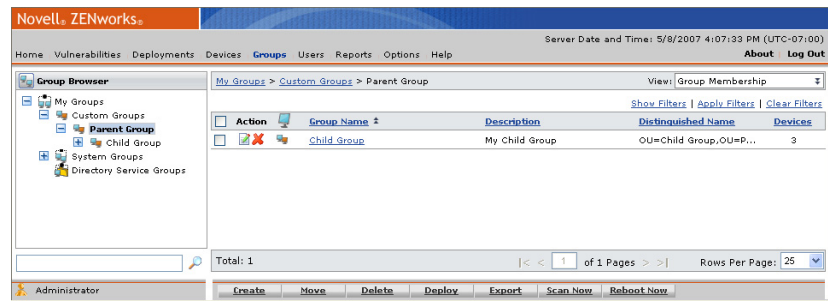 Novell® ZENworks®
Server Date and Time: 5/8/2007 4:07:33 PM (UTC-07:00)
Home Vulnerabilities Deployments Devices Groups Users Reports Options Help
About Log Out
Group Browser
My Groups > Custom Groups > Parent Group
View: Group Membership
My Groups
Custom Groups
Parent Group
Child Group
System Groups
Directory Service Groups
Show Filters | Apply Filters | Clear Filters
Action Group Name Description Distinguished Name Devices
Child Group My Child Group OU=Child Group,OU=P... 3
Total: 1
|< < 1 of 1 Pages > >|
Rows Per Page: 25
Administrator
Create Move Delete Deploy Export Scan Now Reboot Now